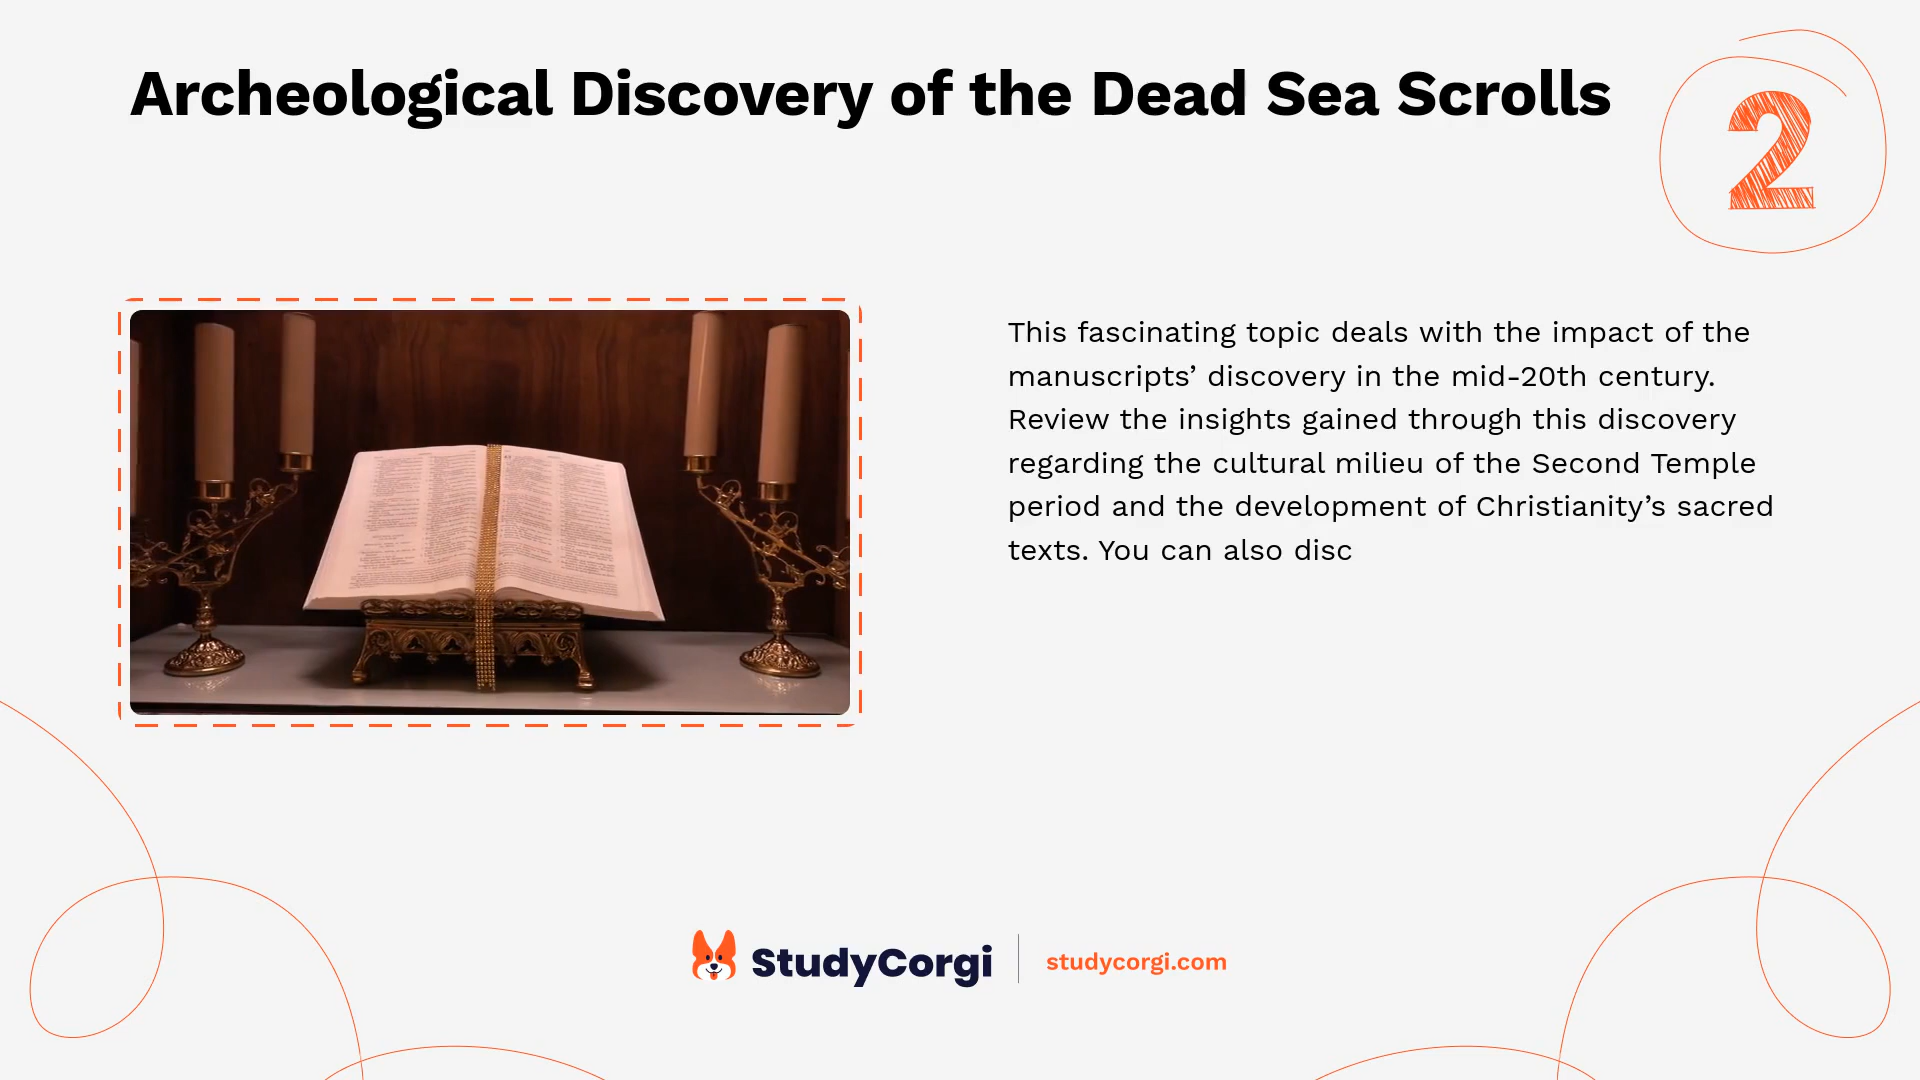 Archeological Discovery of the Dead Sea Scrolls
2
This fascinating topic deals with the impact of the
manuscripts’ discovery in the mid-20th century.
Review the insights gained through this discovery
regarding the cultural milieu of the Second Temple
period and the development of Christianity’s sacred
texts. You can also disc
StudyCorgi
studycorgi.com